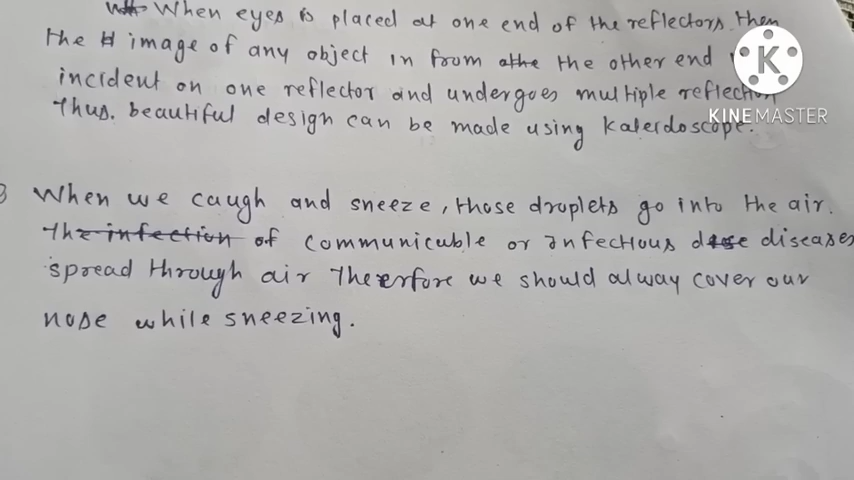 When eyes is placed at one end of the reflectors then
the image of any object in from the other end
incident on one reflector and undergoes multiple reflection
Thus. beautiful design can be made using Kaleidoscope.
K
KINEMASTER
When we caugh and sneeze, those droplets go into the air.
The infection of communicable or infectious diseases
spread through air Therefore we should alway cover our
nose while sneezing.